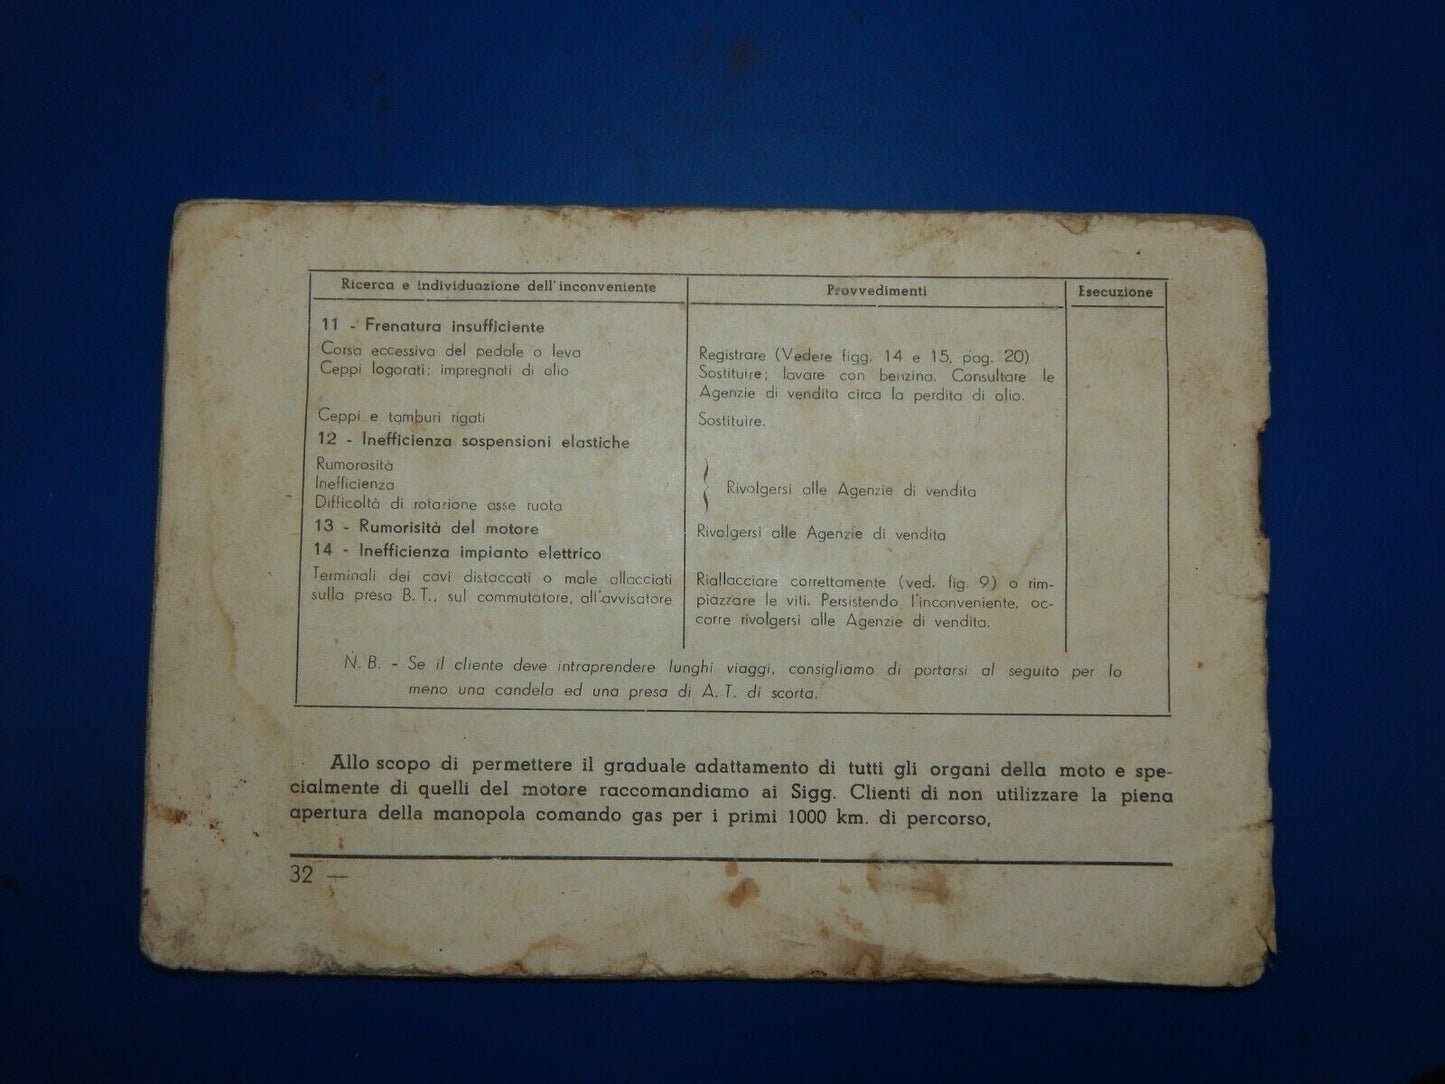 Ricerca e individuazione dell'inconveniente
Provvedimenti
Esecuzione
11 - Frenatura insufficiente
Corsa eccessiva del pedale o leva
Registrare (Vedere figg. 14 e 15, pag. 20)
Ceppi logorati; impregnati di olio
Sostituire; lavare con benzina. Consultare le
Agenzie di vendita circa la perdita di olio.
Ceppi e tamburi rigati
Sostituire.
12 - Inefficienza sospensioni elastiche
Rumorosità
Inefficienza
Difficoltà di rotazione asse ruota
Rivolgersi alle Agenzie di vendita
13 - Rumorisità del motore
Rivolgersi alle Agenzie di vendita
14 - Inefficienza impianto elettrico
Terminali dei cavi distaccati o male allacciati
sulla presa B. T., sul commutatore, all'avvisatore
Riallacciare correttamente (ved. fig. 9) o rim-
piazzare le viti. Persistendo l'inconveniente, oc-
corre rivolgersi alle Agenzie di vendita.
N. B. - Se il cliente deve intraprendere lunghi viaggi, consigliamo di portarsi al seguito per lo
meno una candela ed una presa di A. T. di scorta.
Allo scopo di permettere il graduale adattamento di tutti gli organi della moto e spe-
cialmente di quelli del motore raccomandiamo ai Sigg. Clienti di non utilizzare la piena
apertura della manopola comando gas per i primi 1000 km. di percorso,
32 —